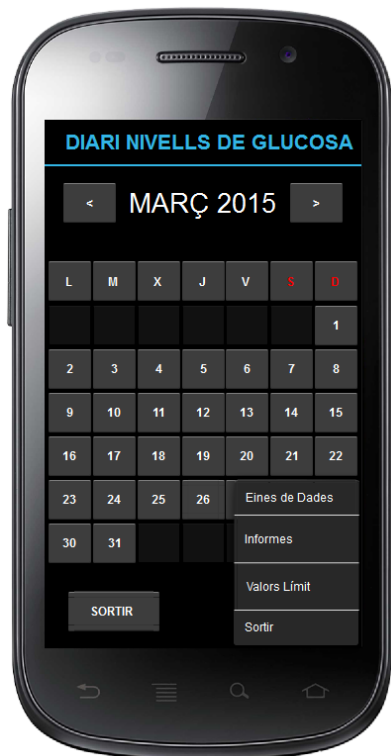 DIARI NIVELLS DE GLUCOSA
< MARÇ 2015 >
L M X J V S D
1
2 3 4 5 6 7 8
9 10 11 12 13 14 15
16 17 18 19 20 21 22
23 24 25 26
Eines de Dades
30 31
Informes
Valors Límit
SORTIR
Sortir